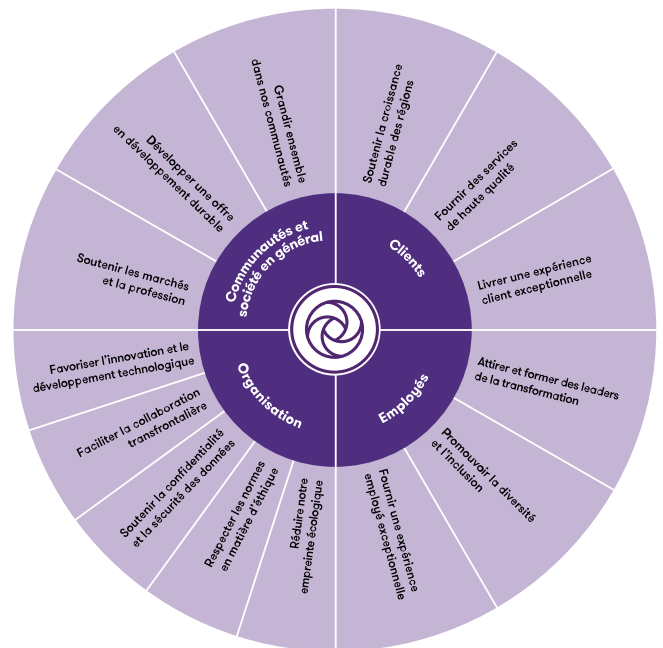 Communautés et
société en général
Clients
Employés
Organisation
Soutenir la croissance
durable des régions
Fournir des services
de haute qualité
Livrer une expérience
client exceptionnelle
Attirer et former des leaders
de la transformation
Promouvoir la diversité
et l’inclusion
Fournir une expérience
employé exceptionnelle
Réduire notre
empreinte écologique
Respecter les normes
en matière d’éthique
Soutenir la confidentialité
et la sécurité des données
Faciliter la collaboration
transfrontalière
Favoriser l’innovation et le
développement technologique
Soutenir les marchés
et la profession
Développer une offre
en développement durable
Grandir ensemble
dans nos communautés